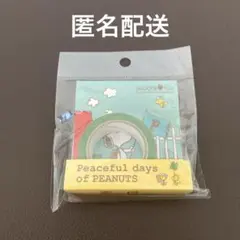 匿名配送
Peaceful days
of PEANUTS